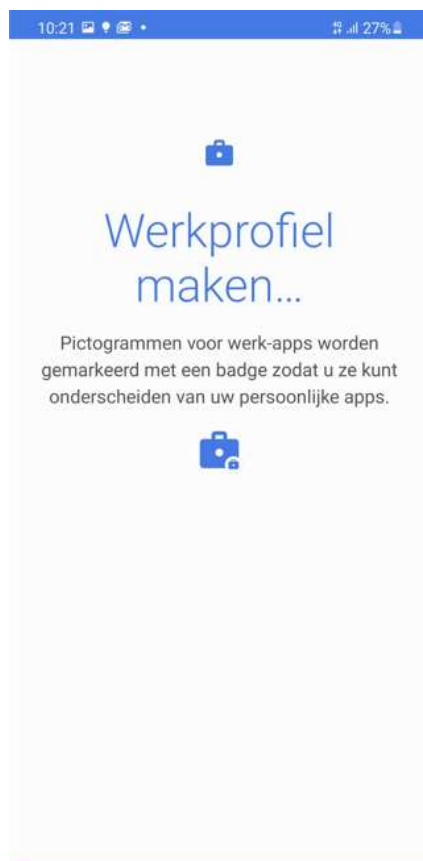 10:21
27%
Werkprofiel
maken...
Pictogrammen voor werk-apps worden
gemarkeerd met een badge zodat u ze kunt
onderscheiden van uw persoonlijke apps.